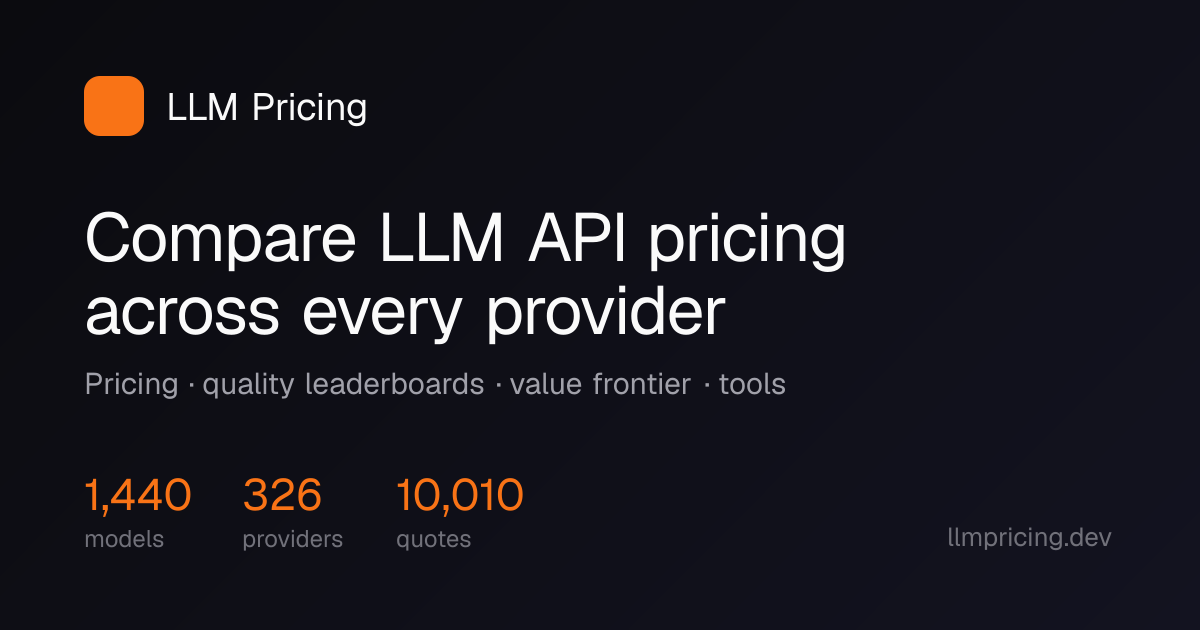 LLM Pricing
Compare LLM API pricing
across every provider
Pricing · quality leaderboards · value frontier · tools
1,440 326 10,010
models providers quotes
llmpricing.dev